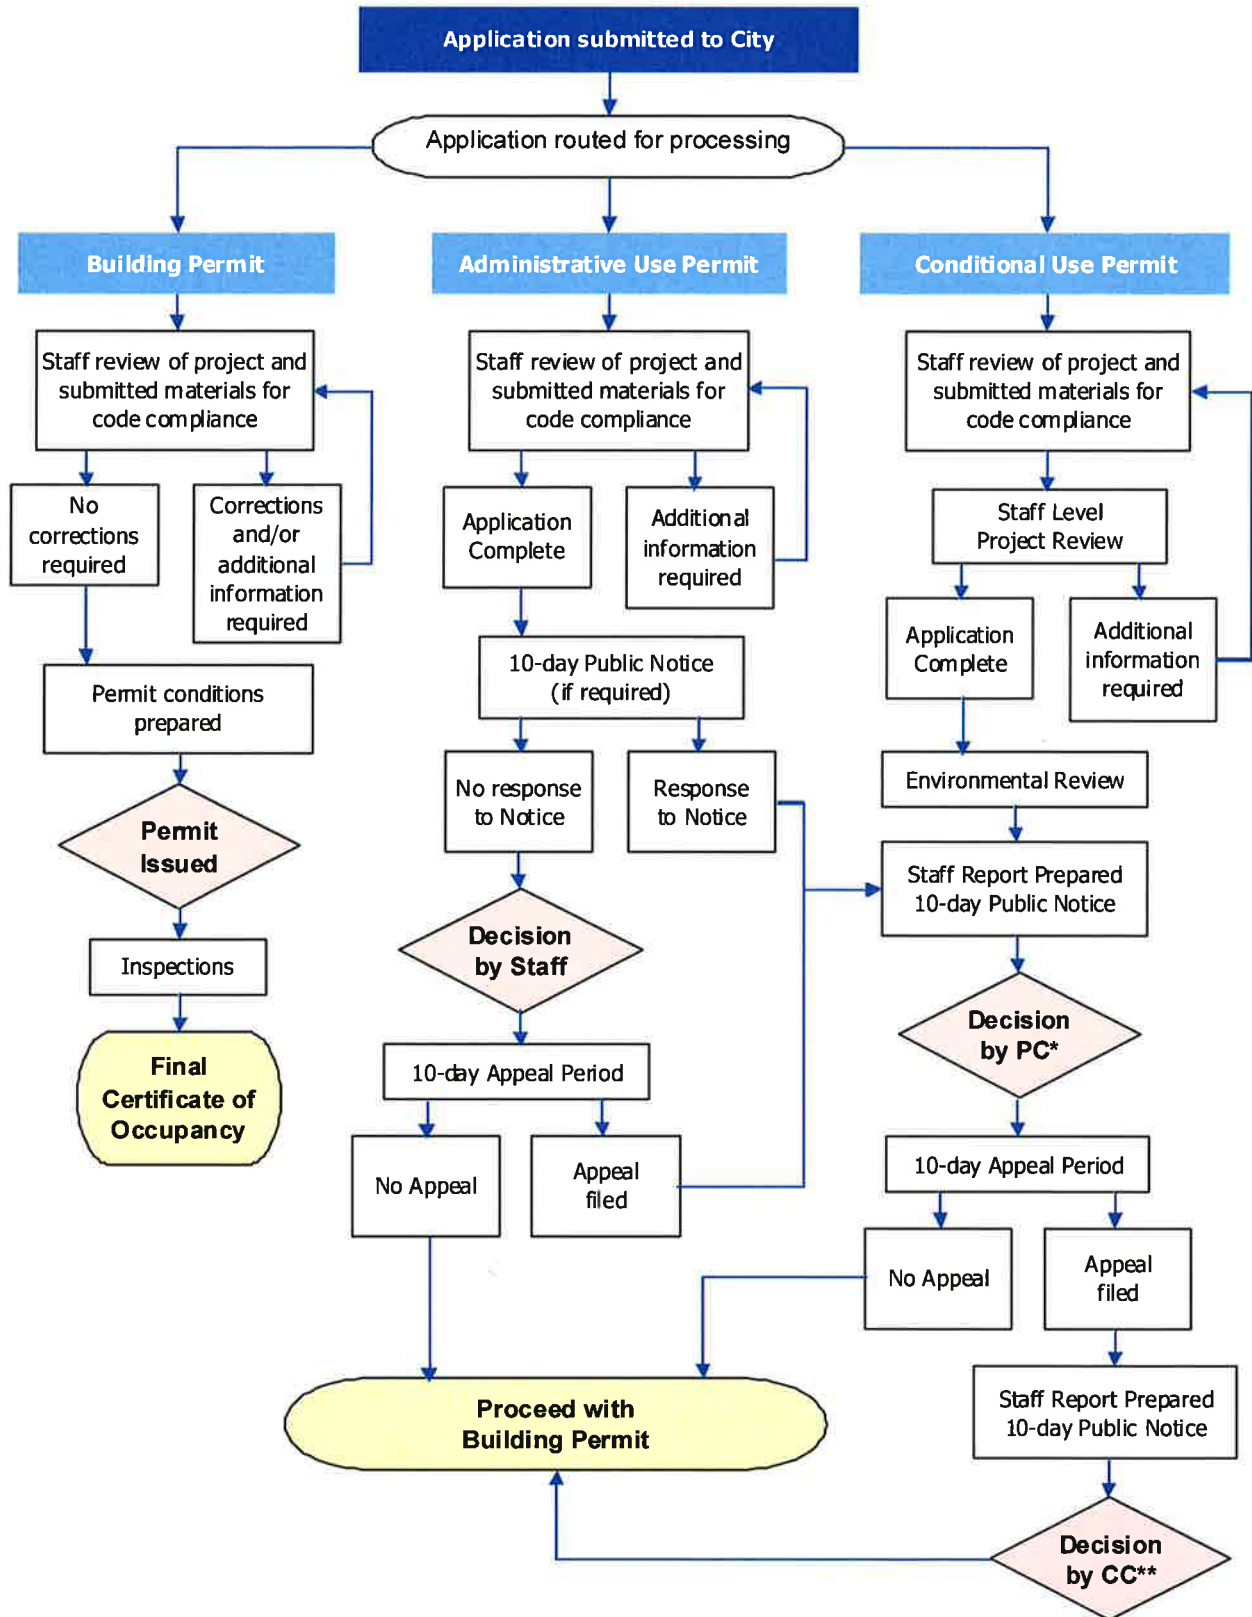 Application submitted to City
Application routed for processing
Building Permit
Administrative Use Permit
Conditional Use Permit
Staff review of project and
submitted materials for
code compliance
No
corrections
required
Corrections
and/or
additional
information
required
Permit conditions
prepared
Permit
Issued
Inspections
Final
Certificate of
Occupancy
Staff review of project and
submitted materials for
code compliance
Application
Complete
Additional
information
required
10-day Public Notice
(if required)
No response
to Notice
Response
to Notice
Decision
by Staff
10-day Appeal Period
No Appeal
Appeal
filed
Staff review of project and
submitted materials for
code compliance
Staff Level
Project Review
Application
Complete
Additional
information
required
Environmental Review
Staff Report Prepared
10-day Public Notice
Decision
by PC*
10-day Appeal Period
No Appeal
Appeal
filed
Staff Report Prepared
10-day Public Notice
Decision
by CC**
Proceed with
Building Permit